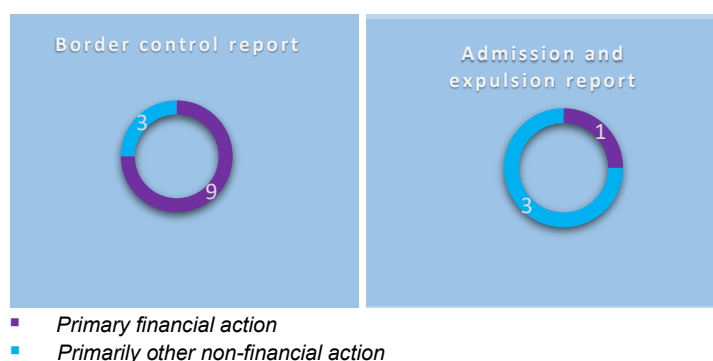 Border control report
3
9
Admission and
expulsion report
1
3
▪ Primary financial action
▪ Primarily other non-financial action